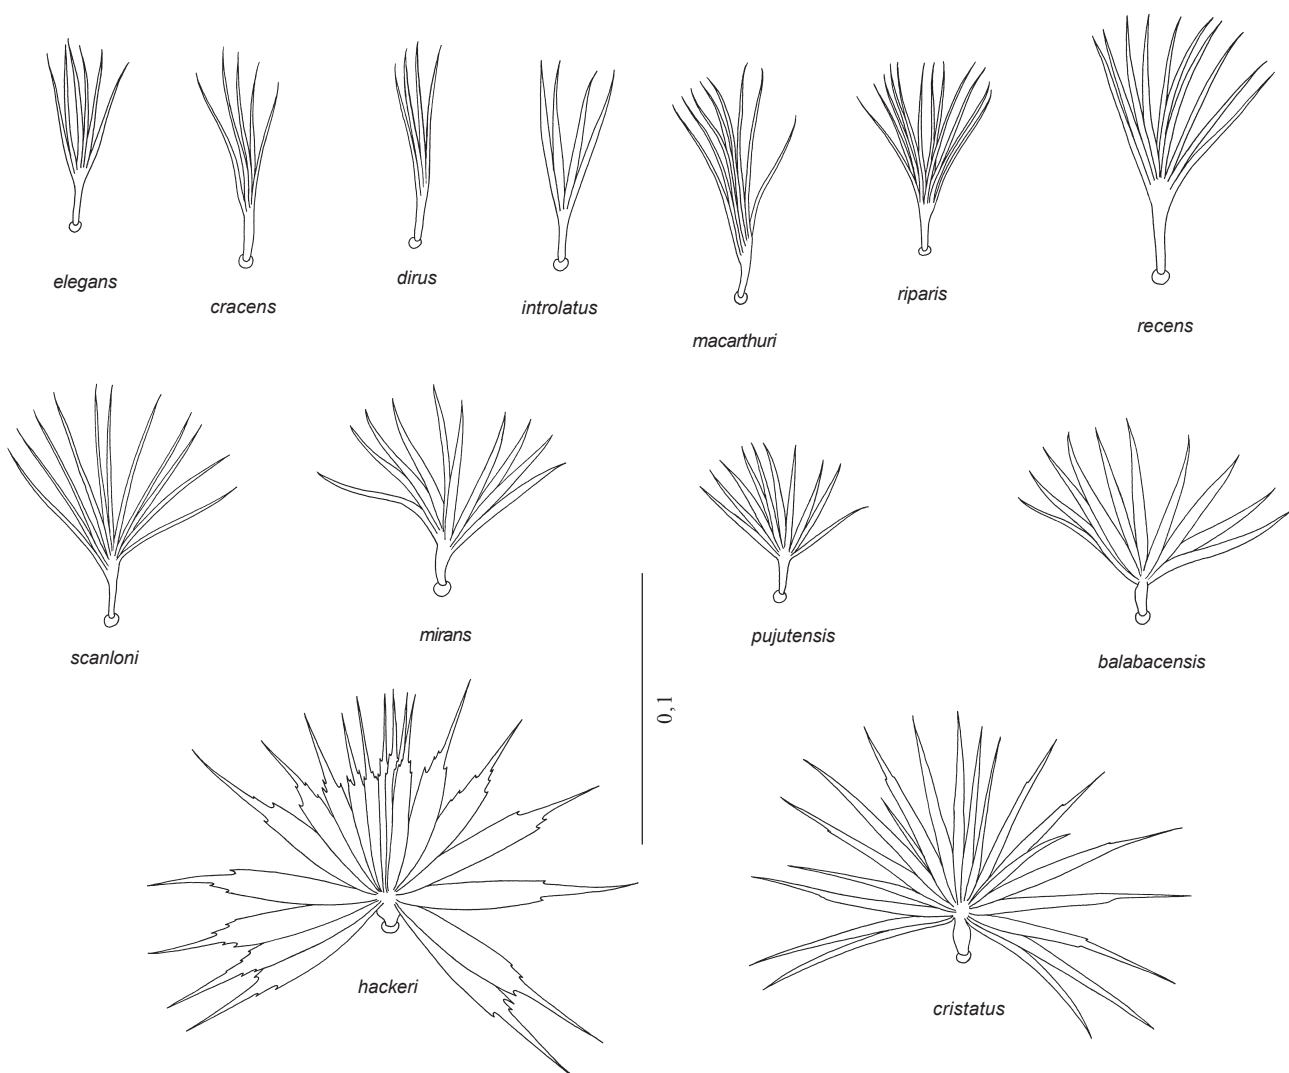 elegans
cracens
dirus
introlatus
macarthuri
riparis
recens
scanloni
mirans
pujutensis
balabacensis
0,1
hackeri
cristatus